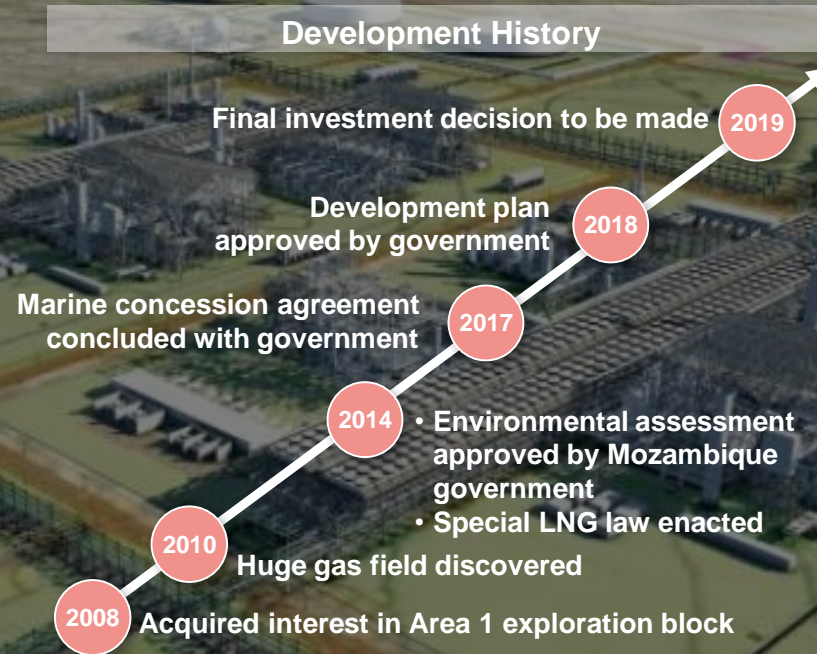 Development History
Final investment decision to be made
2019
Development plan
approved by government
2018
Marine concession agreement
concluded with government
2017
2014
• Environmental assessment
approved by Mozambique
government
• Special LNG law enacted
2010
Huge gas field discovered
2008
Acquired interest in Area 1 exploration block